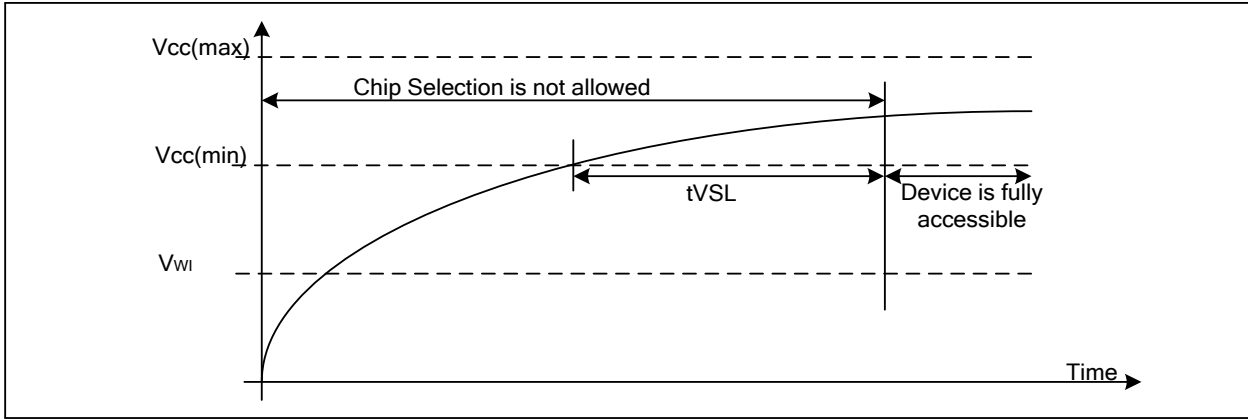 Vcc(max)
Chip Selection is not allowed
Vcc(min)
tVSL
Device is fully
accessible
VWI
Time